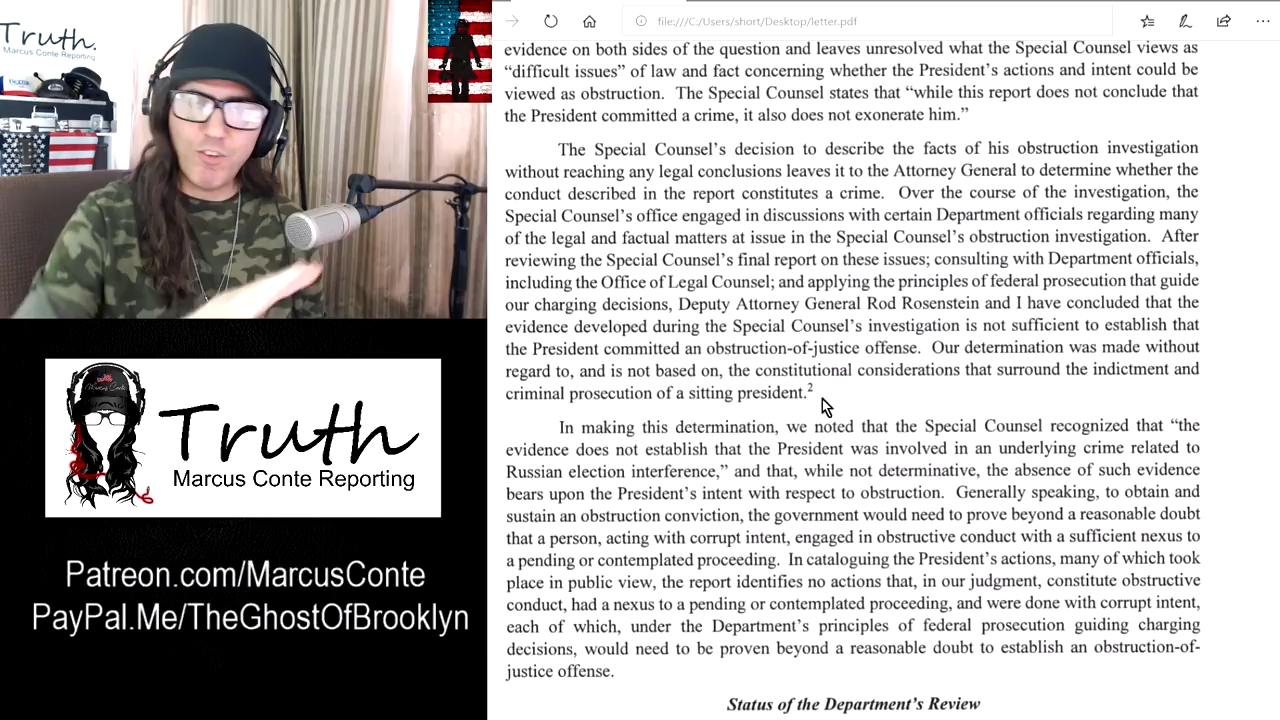 Truth.
Marcus Conte Reporting
Truth
Marcus Conte Reporting
Patreon.com/MarcusConte
PayPal.Me/TheGhostOfBrooklyn
file:///C:/Users/short/Desktop/letter.pdf
evidence on both sides of the question and leaves unresolved what the Special Counsel views as
“difficult issues” of law and fact concerning whether the President’s actions and intent could be
viewed as obstruction. The Special Counsel states that “while this report does not conclude that
the President committed a crime, it also does not exonerate him.”
The Special Counsel’s decision to describe the facts of his obstruction investigation
without reaching any legal conclusions leaves it to the Attorney General to determine whether the
conduct described in the report constitutes a crime. Over the course of the investigation, the
Special Counsel’s office engaged in discussions with certain Department officials regarding many
of the legal and factual matters at issue in the Special Counsel’s obstruction investigation. After
reviewing the Special Counsel’s final report on these issues; consulting with Department officials,
including the Office of Legal Counsel; and applying the principles of federal prosecution that guide
our charging decisions, Deputy Attorney General Rod Rosenstein and I have concluded that the
evidence developed during the Special Counsel’s investigation is not sufficient to establish that
the President committed an obstruction-of-justice offense. Our determination was made without
regard to, and is not based on, the constitutional considerations that surround the indictment and
criminal prosecution of a sitting president.2
In making this determination, we noted that the Special Counsel recognized that “the
evidence does not establish that the President was involved in an underlying crime related to
Russian election interference,” and that, while not determinative, the absence of such evidence
bears upon the President’s intent with respect to obstruction. Generally speaking, to obtain and
sustain an obstruction conviction, the government would need to prove beyond a reasonable doubt
that a person, acting with corrupt intent, engaged in obstructive conduct with a sufficient nexus to
a pending or contemplated proceeding. In cataloguing the President’s actions, many of which took
place in public view, the report identifies no actions that, in our judgment, constitute obstructive
conduct, had a nexus to a pending or contemplated proceeding, and were done with corrupt intent,
each of which, under the Department’s principles of federal prosecution guiding charging
decisions, would need to be proven beyond a reasonable doubt to establish an obstruction-of-
justice offense.
Status of the Department’s Review